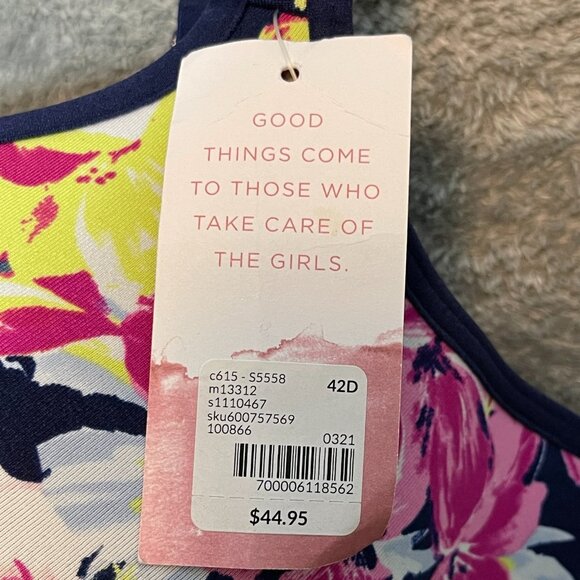 GOOD
THINGS COME
TO THOSE WHO
TAKE CARE OF
THE GIRLS.
c615 - S5558
m13312 42D
s1110467
sku600757569
100866 0321
700006118562
$44.95